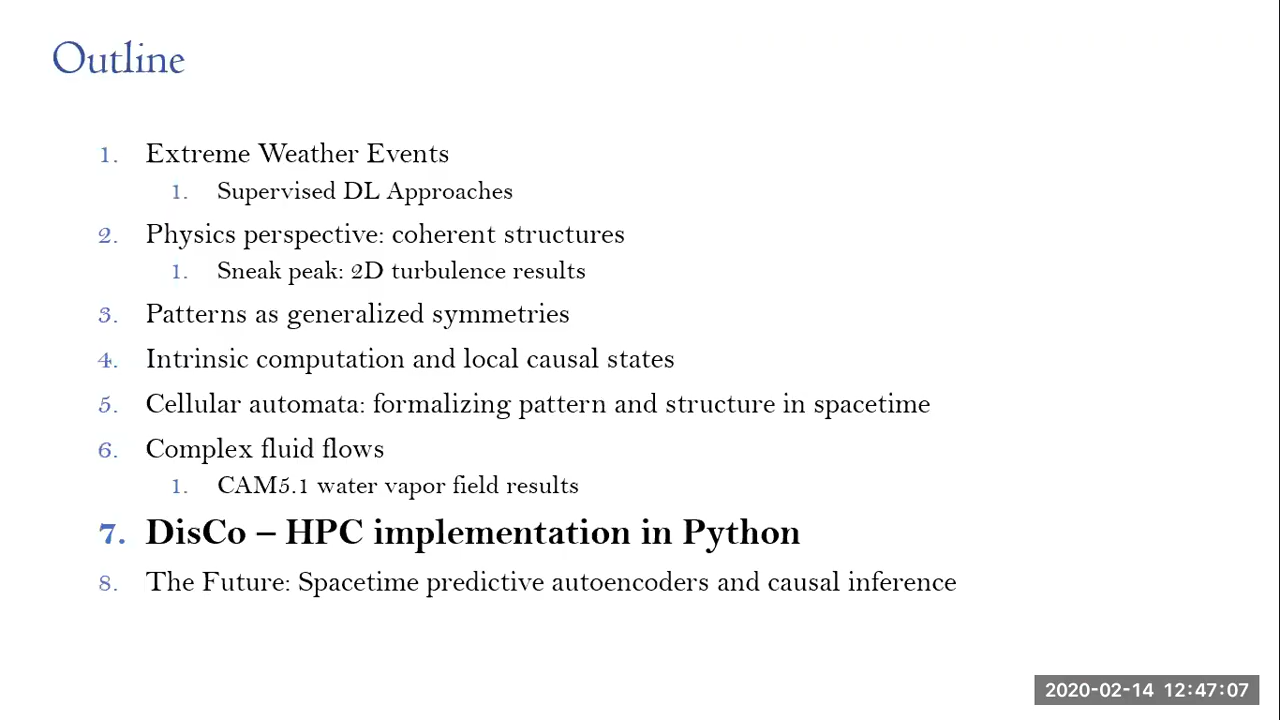 Outline
1. Extreme Weather Events
1. Supervised DL Approaches
2. Physics perspective: coherent structures
1. Sneak peak: 2D turbulence results
3. Patterns as generalized symmetries
4. Intrinsic computation and local causal states
5. Cellular automata: formalizing pattern and structure in spacetime
6. Complex fluid flows
1. CAM5.1 water vapor field results
7. DisCo – HPC implementation in Python
8. The Future: Spacetime predictive autoencoders and causal inference
2020-02-14 12:47:07